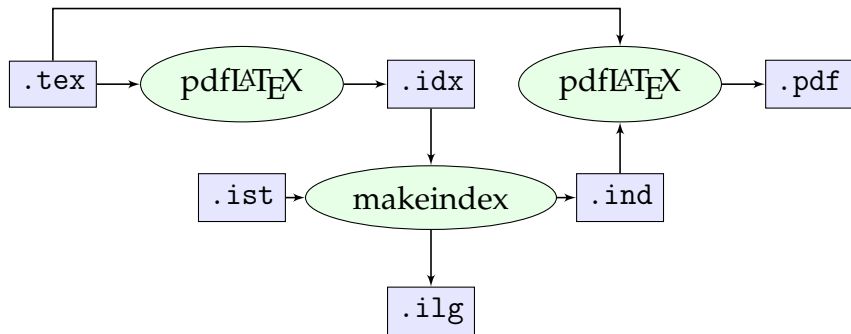 .tex
pdfLATEX
.idx
pdfLATEX
.pdf
.ist
makeindex
.ind
.ilg